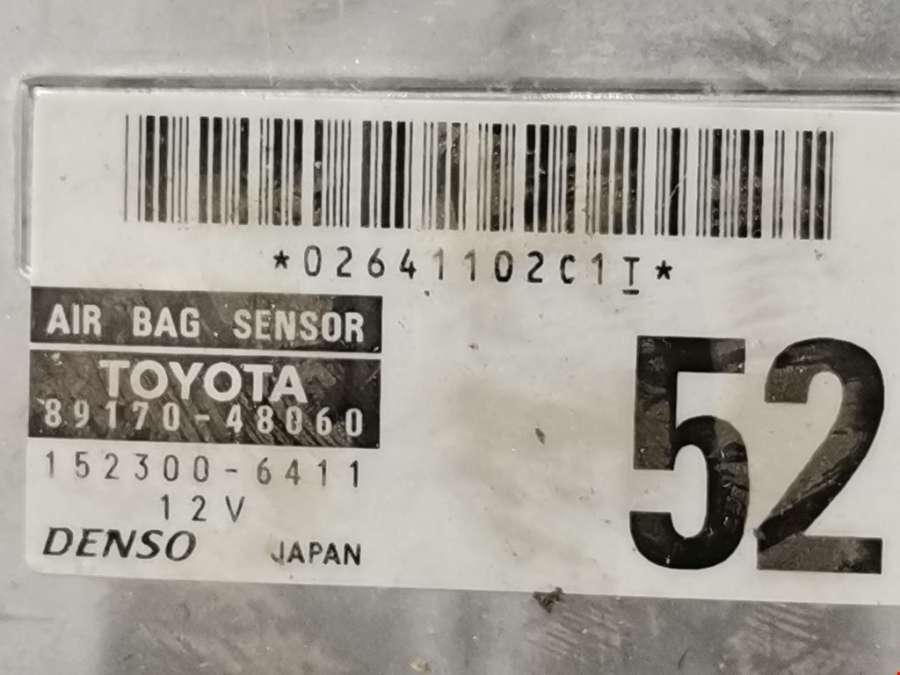 *02641102C1T*
AIR BAG SENSOR
TOYOTA
89170-48060
152300-6411
12V
DENSO JAPAN
52